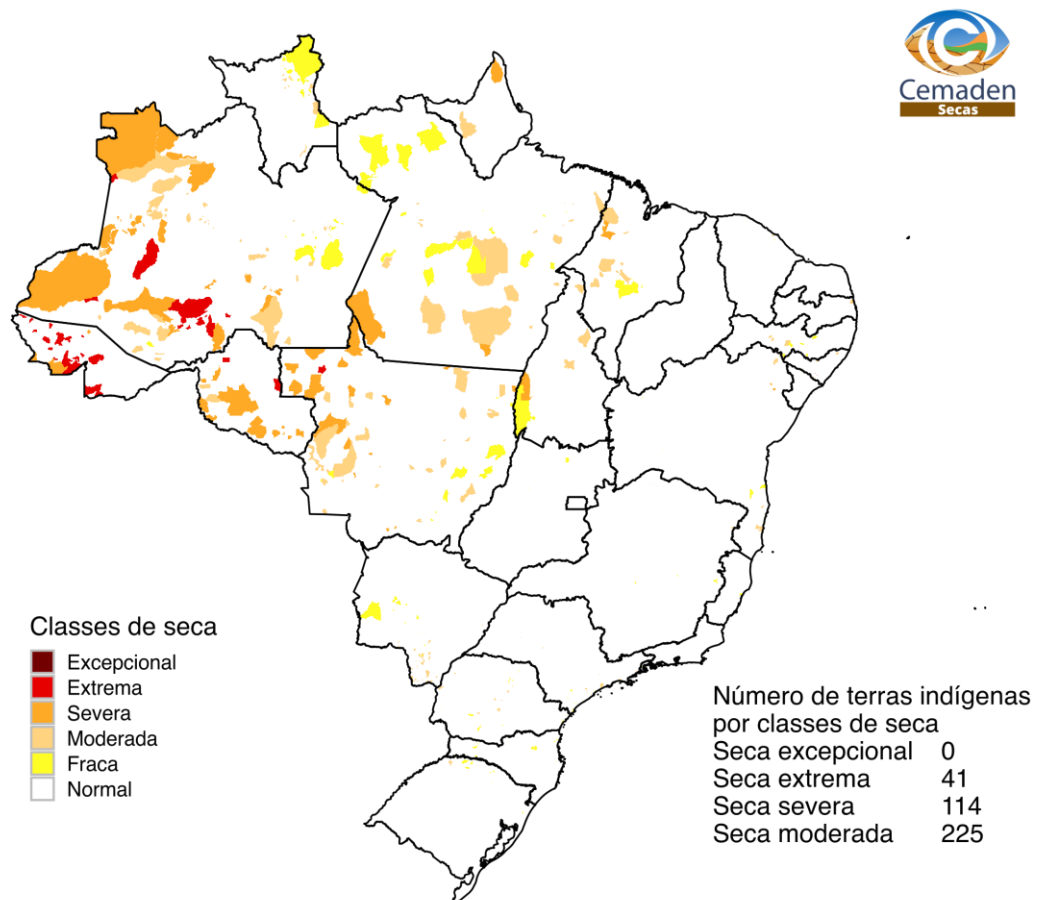 Cemaden
Secas
Classes de seca
Excepcional
Extrema
Severa
Moderada
Fraca
Normal
Número de terras indígenas
por classes de seca
Seca excepcional 0
Seca extrema 41
Seca severa 114
Seca moderada 225